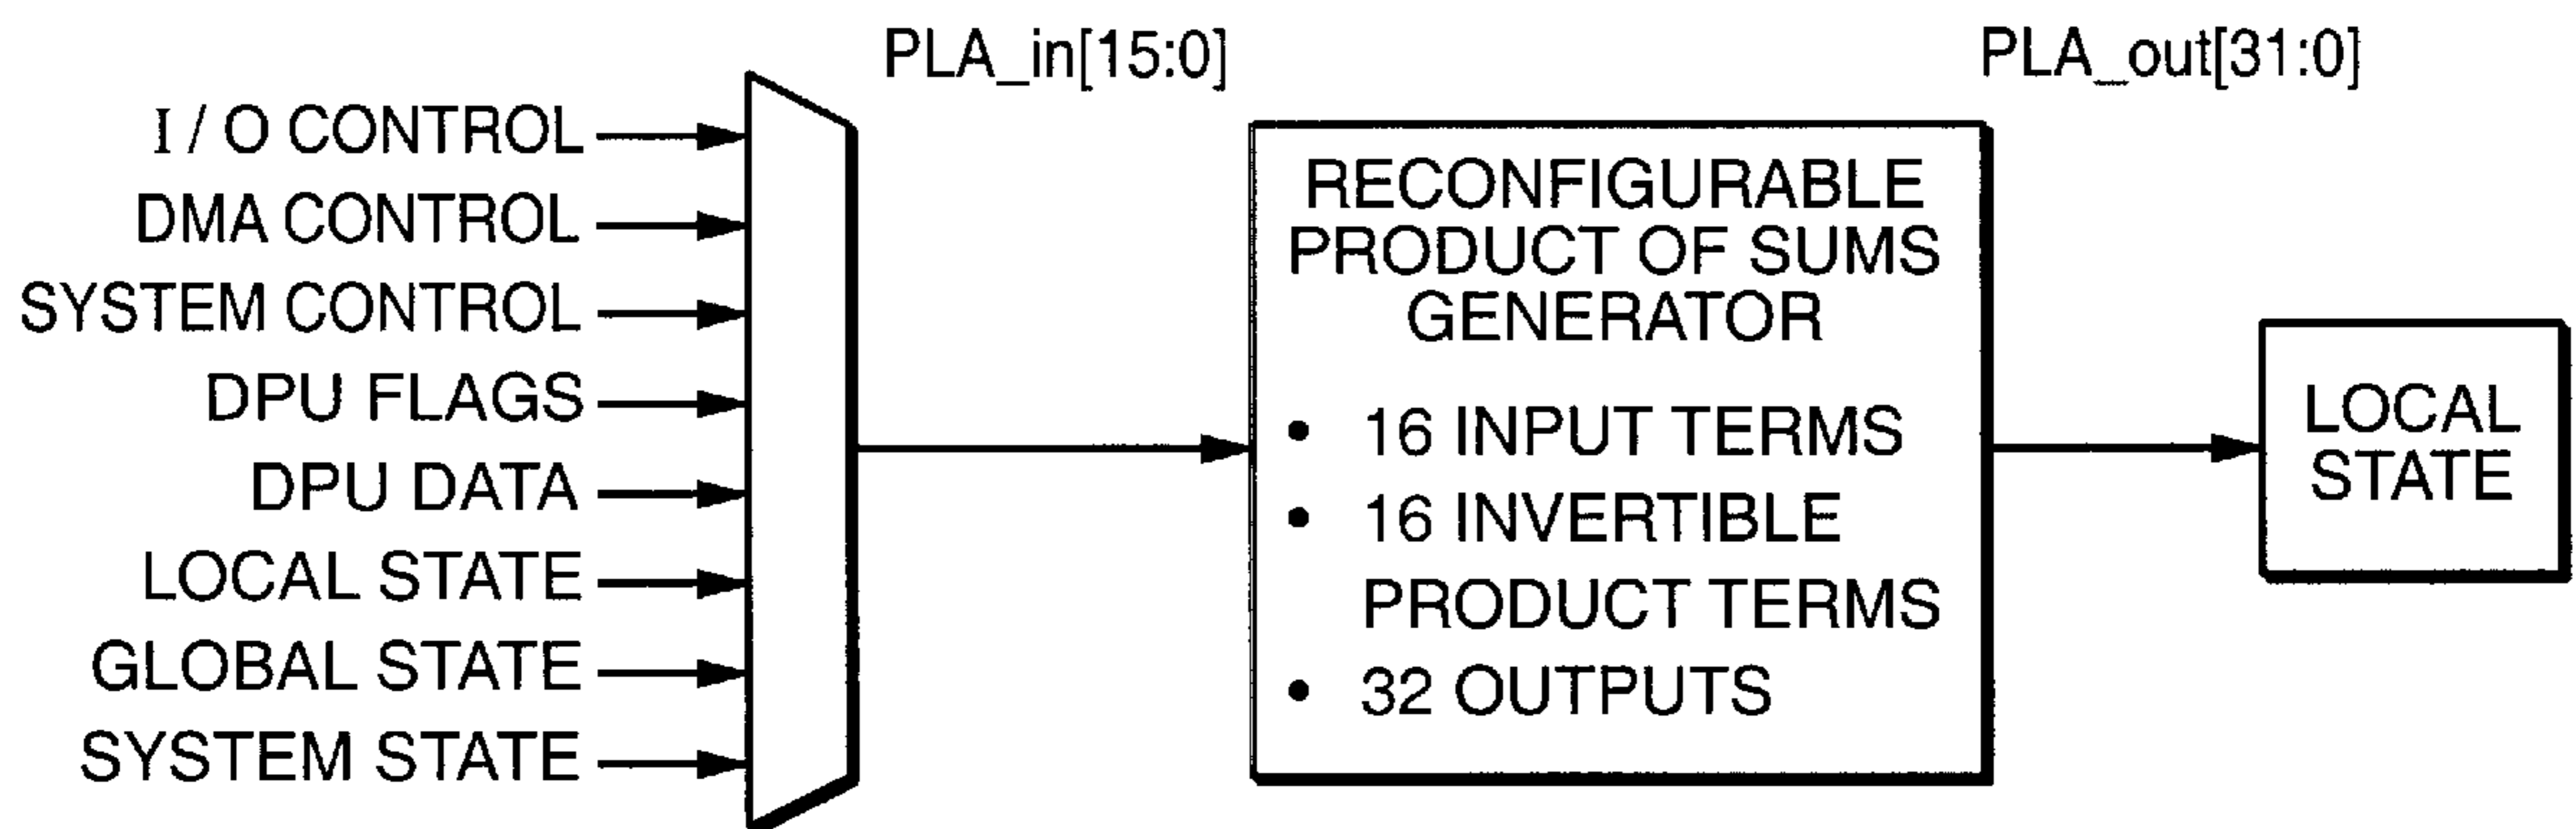 PLA_in[15:0]
PLA_out[31:0]
I / O CONTROL
DMA CONTROL
SYSTEM CONTROL
DPU FLAGS
DPU DATA
LOCAL STATE
GLOBAL STATE
SYSTEM STATE
RECONFIGURABLE
PRODUCT OF SUMS
GENERATOR
• 16 INPUT TERMS
• 16 INVERTIBLE
PRODUCT TERMS
• 32 OUTPUTS
LOCAL
STATE